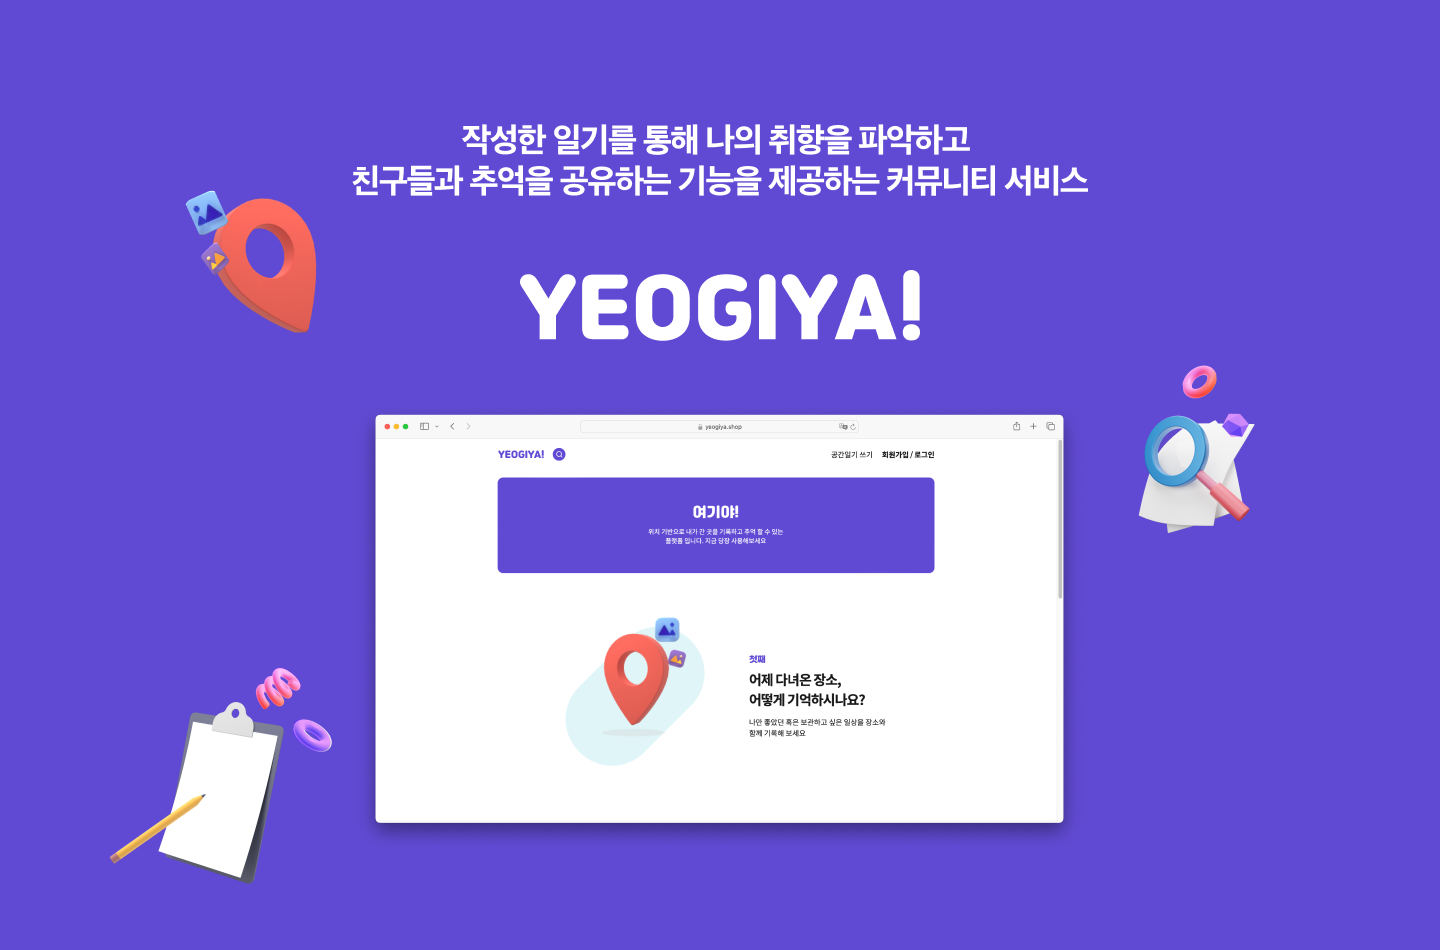 작성한 일기를 통해 나의 취향을 파악하고
친구들과 추억을 공유하는 기능을 제공하는 커뮤니티 서비스
YEOGIYA!
yeogiya.shop
YEOGIYA!
공간일기 쓰기
회원가입 / 로그인
여기야!
위치 기반으로 내가 간 곳을 기록하고 추억 할 수 있는
플랫폼 입니다. 지금 당장 사용해보세요
첫째
어제 다녀온 장소,
어떻게 기억하시나요?
나만 좋았던 혹은 보관하고 싶은 일상을 장소와
함께 기록해 보세요